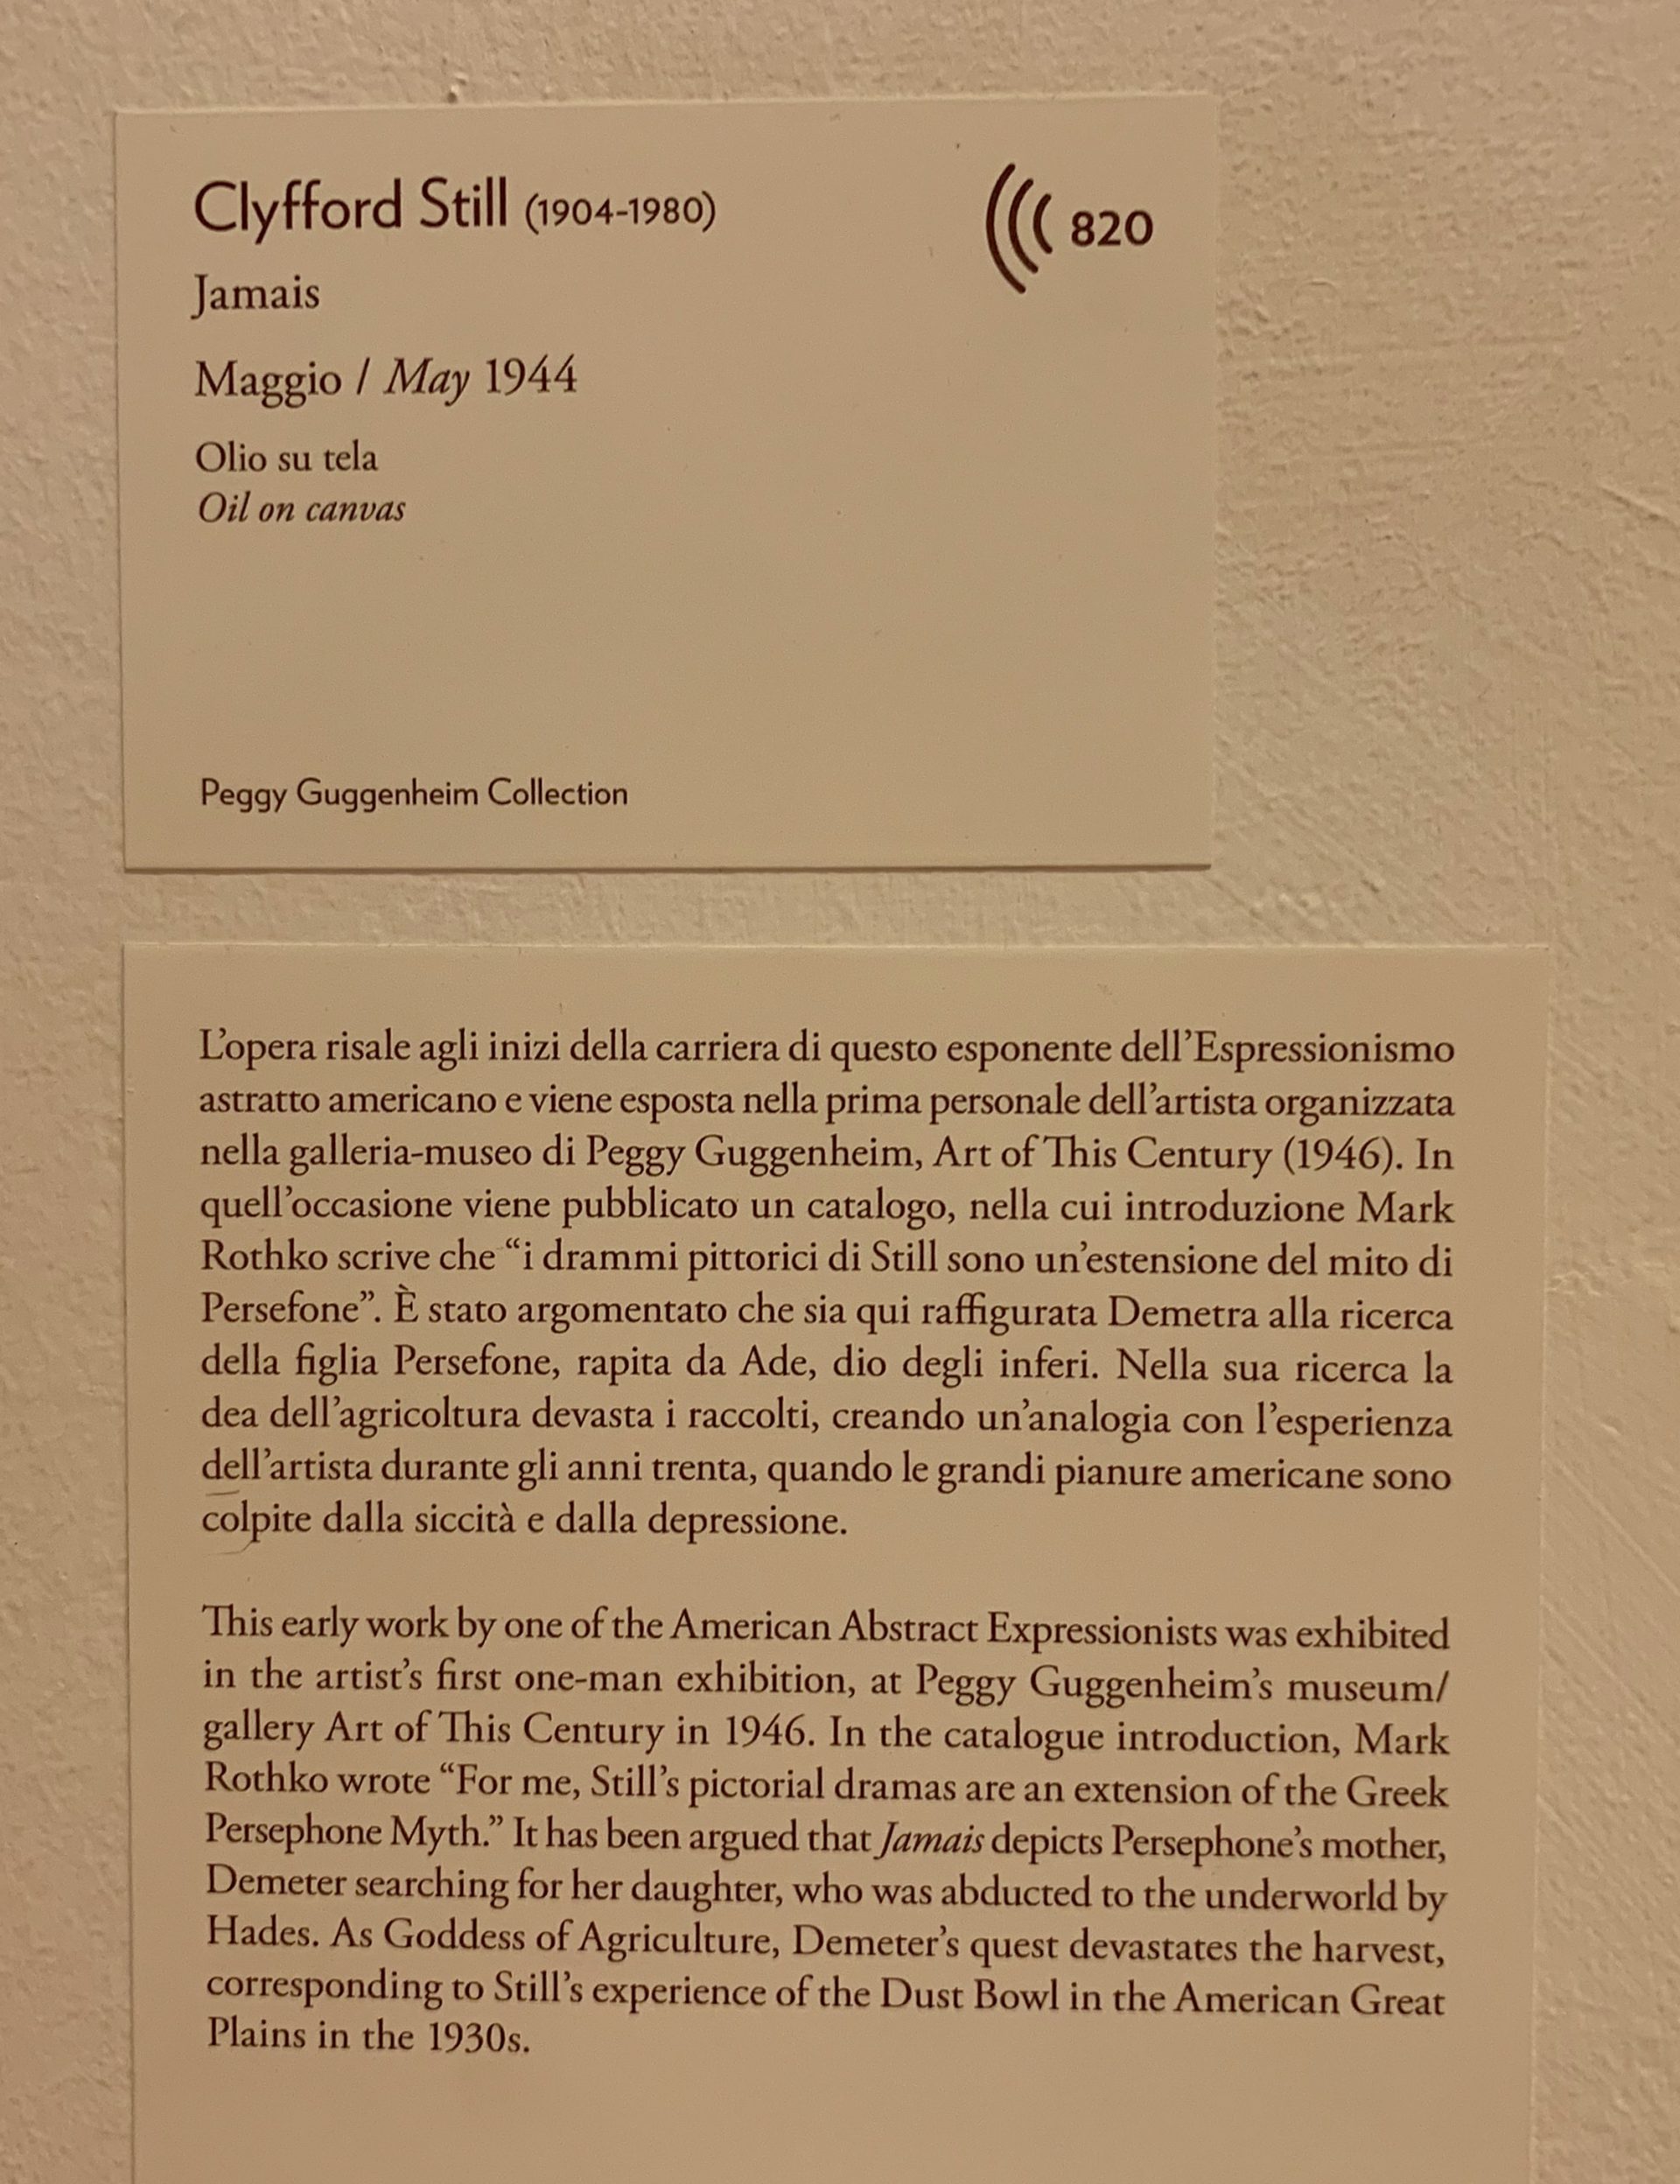 Clyfford Still (1904-1980)
820
Jamais
Maggio / May 1944
Olio su tela
Oil on canvas
Peggy Guggenheim Collection
L’opera risale agli inizi della carriera di questo esponente dell’Espressionismo
astratto americano e viene esposta nella prima personale dell’artista organizzata
nella galleria-museo di Peggy Guggenheim, Art of This Century (1946). In
quell’occasione viene pubblicato un catalogo, nella cui introduzione Mark
Rothko scrive che “i drammi pittorici di Still sono un’estensione del mito di
Persefone”. È stato argomentato che sia qui raffigurata Demetra alla ricerca
della figlia Persefone, rapita da Ade, dio degli inferi. Nella sua ricerca la
dea dell’agricoltura devasta i raccolti, creando un’analogia con l’esperienza
dell’artista durante gli anni trenta, quando le grandi pianure americane sono
colpite dalla siccità e dalla depressione.
This early work by one of the American Abstract Expressionists was exhibited
in the artist’s first one-man exhibition, at Peggy Guggenheim’s museum/
gallery Art of This Century in 1946. In the catalogue introduction, Mark
Rothko wrote “For me, Still’s pictorial dramas are an extension of the Greek
Persephone Myth.” It has been argued that Jamais depicts Persephone’s mother,
Demeter searching for her daughter, who was abducted to the underworld by
Hades. As Goddess of Agriculture, Demeter’s quest devastates the harvest,
corresponding to Still’s experience of the Dust Bowl in the American Great
Plains in the 1930s.